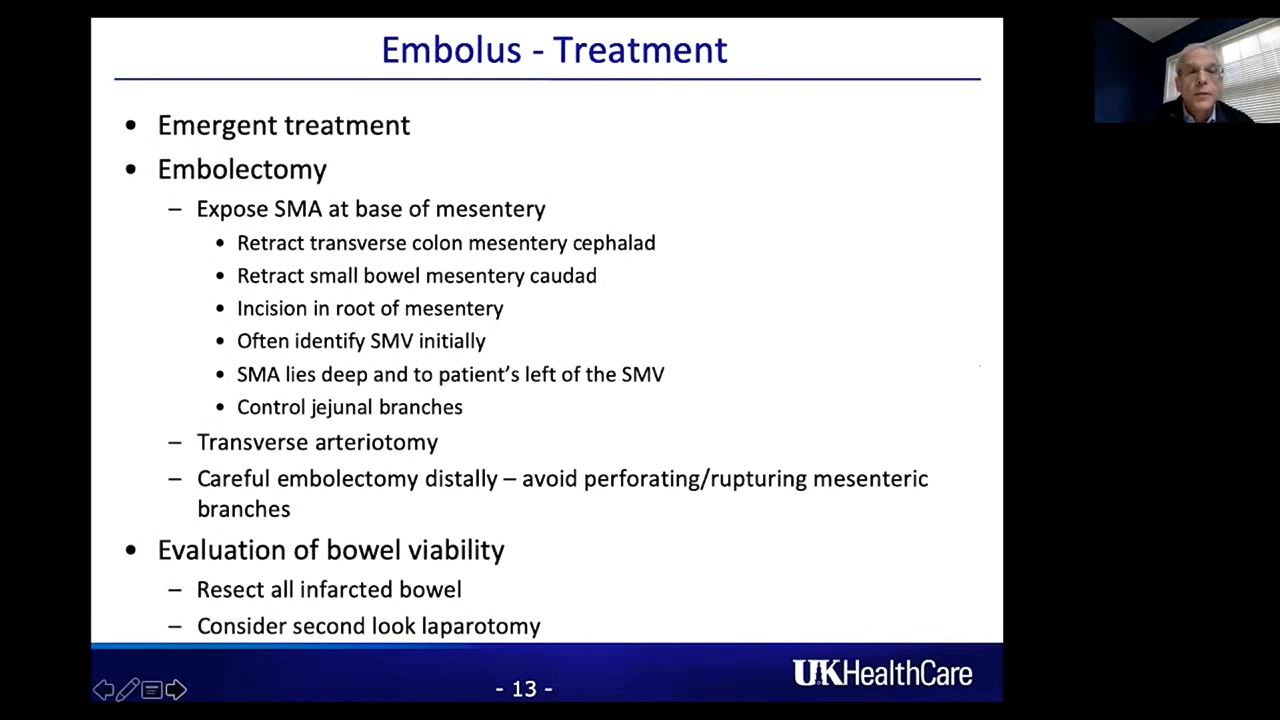 Embolus - Treatment
• Emergent treatment
• Embolectomy
– Expose SMA at base of mesentery
• Retract transverse colon mesentery cephalad
• Retract small bowel mesentery caudad
• Incision in root of mesentery
• Often identify SMV initially
• SMA lies deep and to patient's left of the SMV
• Control jejunal branches
– Transverse arteriotomy
– Careful embolectomy distally – avoid perforating/rupturing mesenteric
branches
• Evaluation of bowel viability
– Resect all infarcted bowel
– Consider second look laparotomy
- 13 -
UKHealthCare